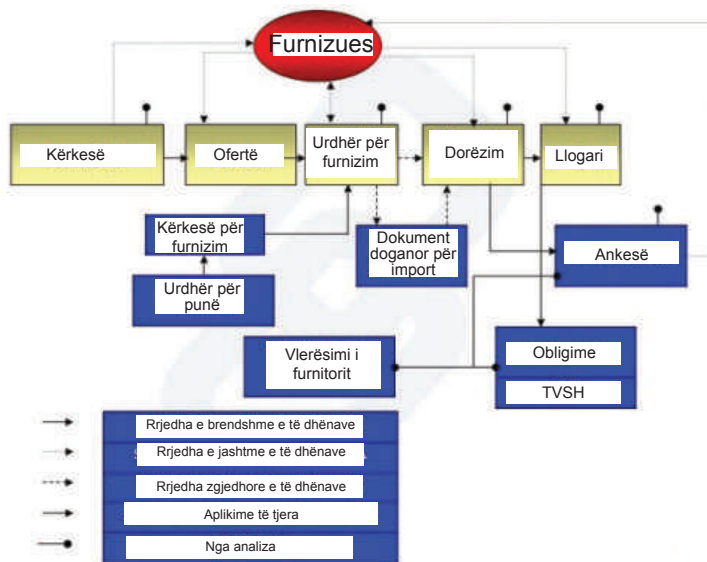 Furnizues
Kërkesë
Ofertë
Urdhër për
furnizim
Dorëzim
Llogari
Kërkesë për
furnizim
Dokument
doganor për
import
Ankesë
Urdhër për
punë
Vlerësimi i
furnitorit
Obligime
TVSH
Rrjedha e brendshme e të dhënave
Rrjedha e jashtme e të dhënave
Rrjedha zgjedhore e të dhënave
Aplikime të tjera
Nga analiza